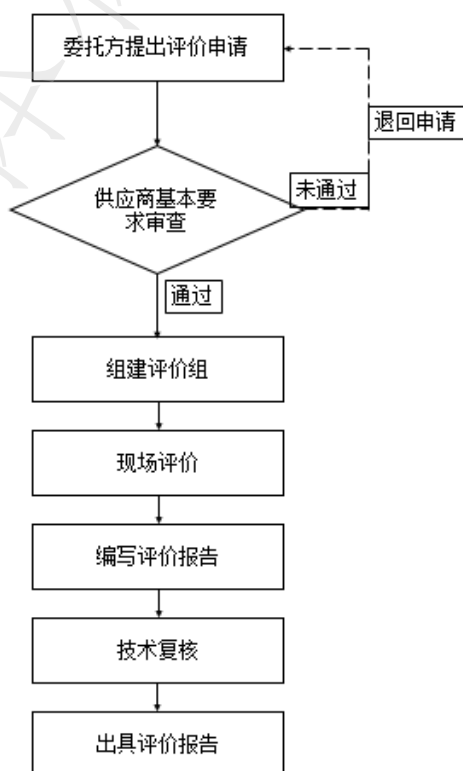 委托方提出评价申请
退回申请
供应商基本要
求审查
未通过
通过
组建评价组
现场评价
编写评价报告
技术复核
出具评价报告